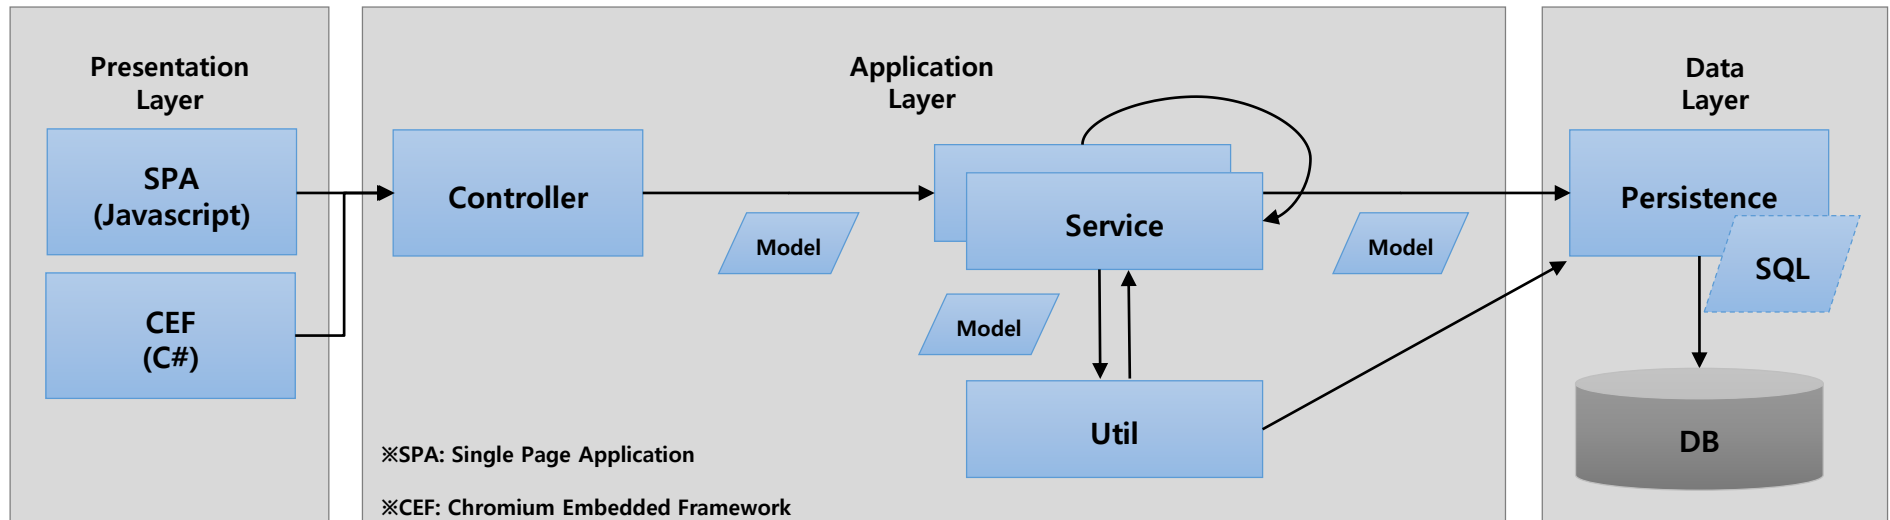 Presentation
Layer
SPA
(Javascript)
CEF
(C#)
Application
Layer
Controller
Model
Service
Model
Model
Util
※SPA: Single Page Application
※CEF: Chromium Embedded Framework
Data
Layer
Persistence
SQL
DB